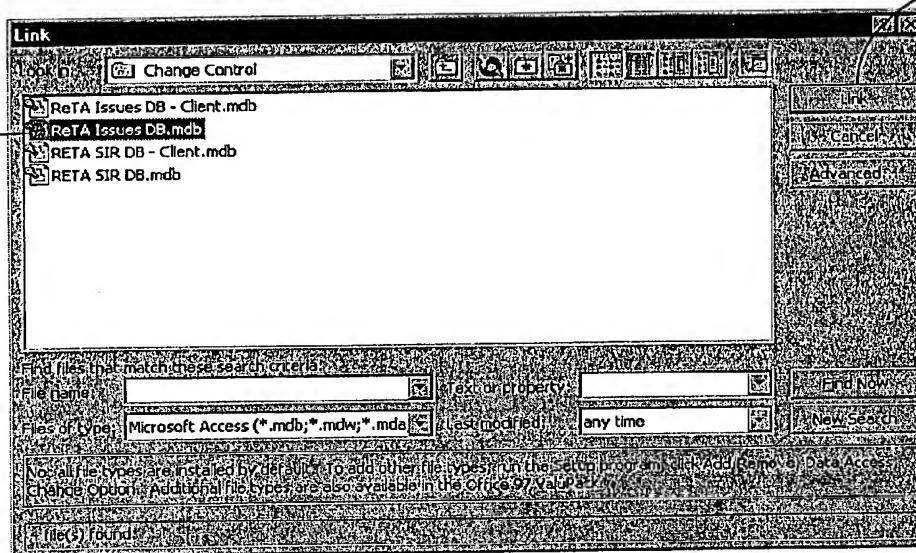 Link
Look in: Change Control
ReTA Issues DB - Client.mdb
ReTA Issues DB.mdb
RETA SIR DB - Client.mdb
RETA SIR DB.mdb
Link
Cancel
Advanced...
Find files that match these search criteria:
File name: Text or property: Find Now
Files of type: Microsoft Access (*.mdb;*.mdw;*.mda Last modified: any time New Search
Not all file types are installed by default. To add other file types, run the Setup program, click Add/Remove, Data Access,
Change Option. Additional file types are also available in the Office 97 ValuPack.
4 file(s) found.